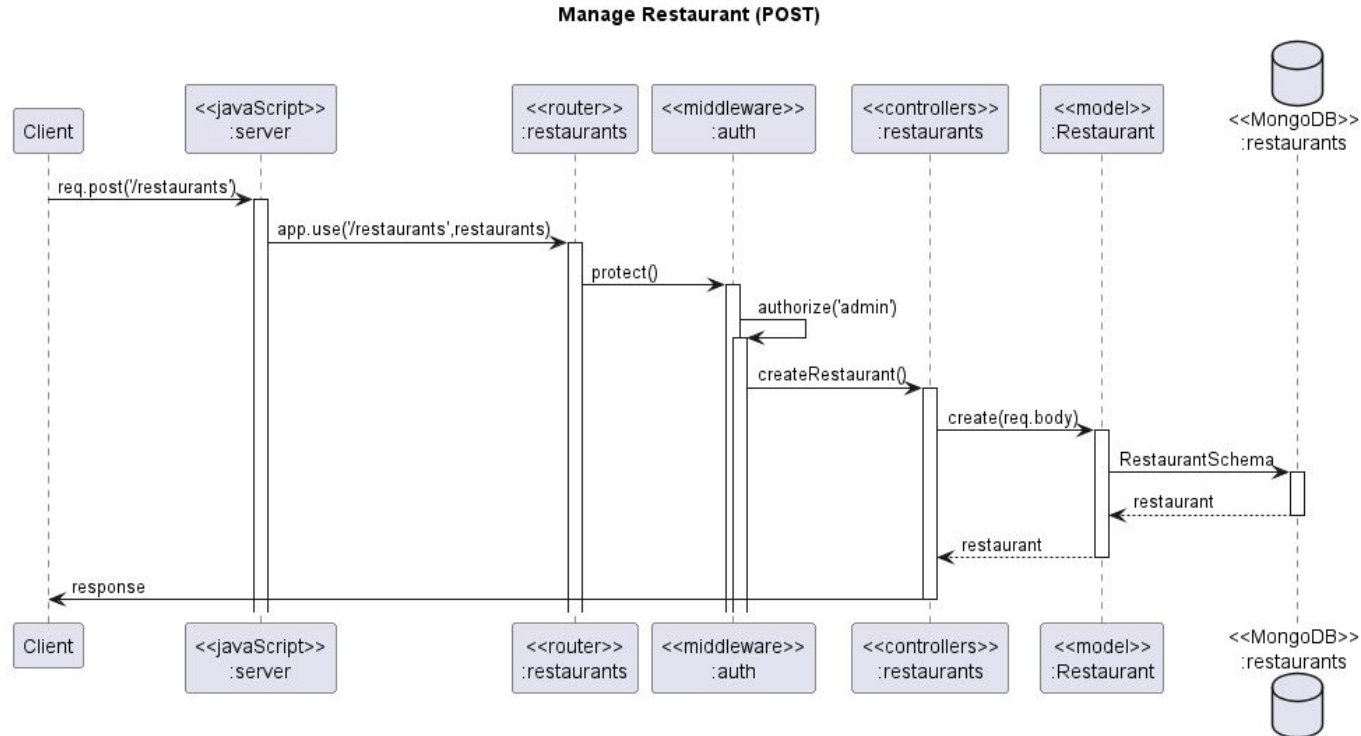 Manage Restaurant (POST)
Client
<<javaScript>>
:server
<<router>>
:restaurants
<<middleware>>
:auth
<<controllers>>
:restaurants
<<model>>
:Restaurant
<<MongoDB>>
:restaurants
req.post('/restaurants')
app.use('/restaurants',restaurants)
protect()
authorize('admin')
createRestaurant()
create(req.body)
RestaurantSchema
restaurant
restaurant
response
Client
<<javaScript>>
:server
<<router>>
:restaurants
<<middleware>>
:auth
<<controllers>>
:restaurants
<<model>>
:Restaurant
<<MongoDB>>
:restaurants